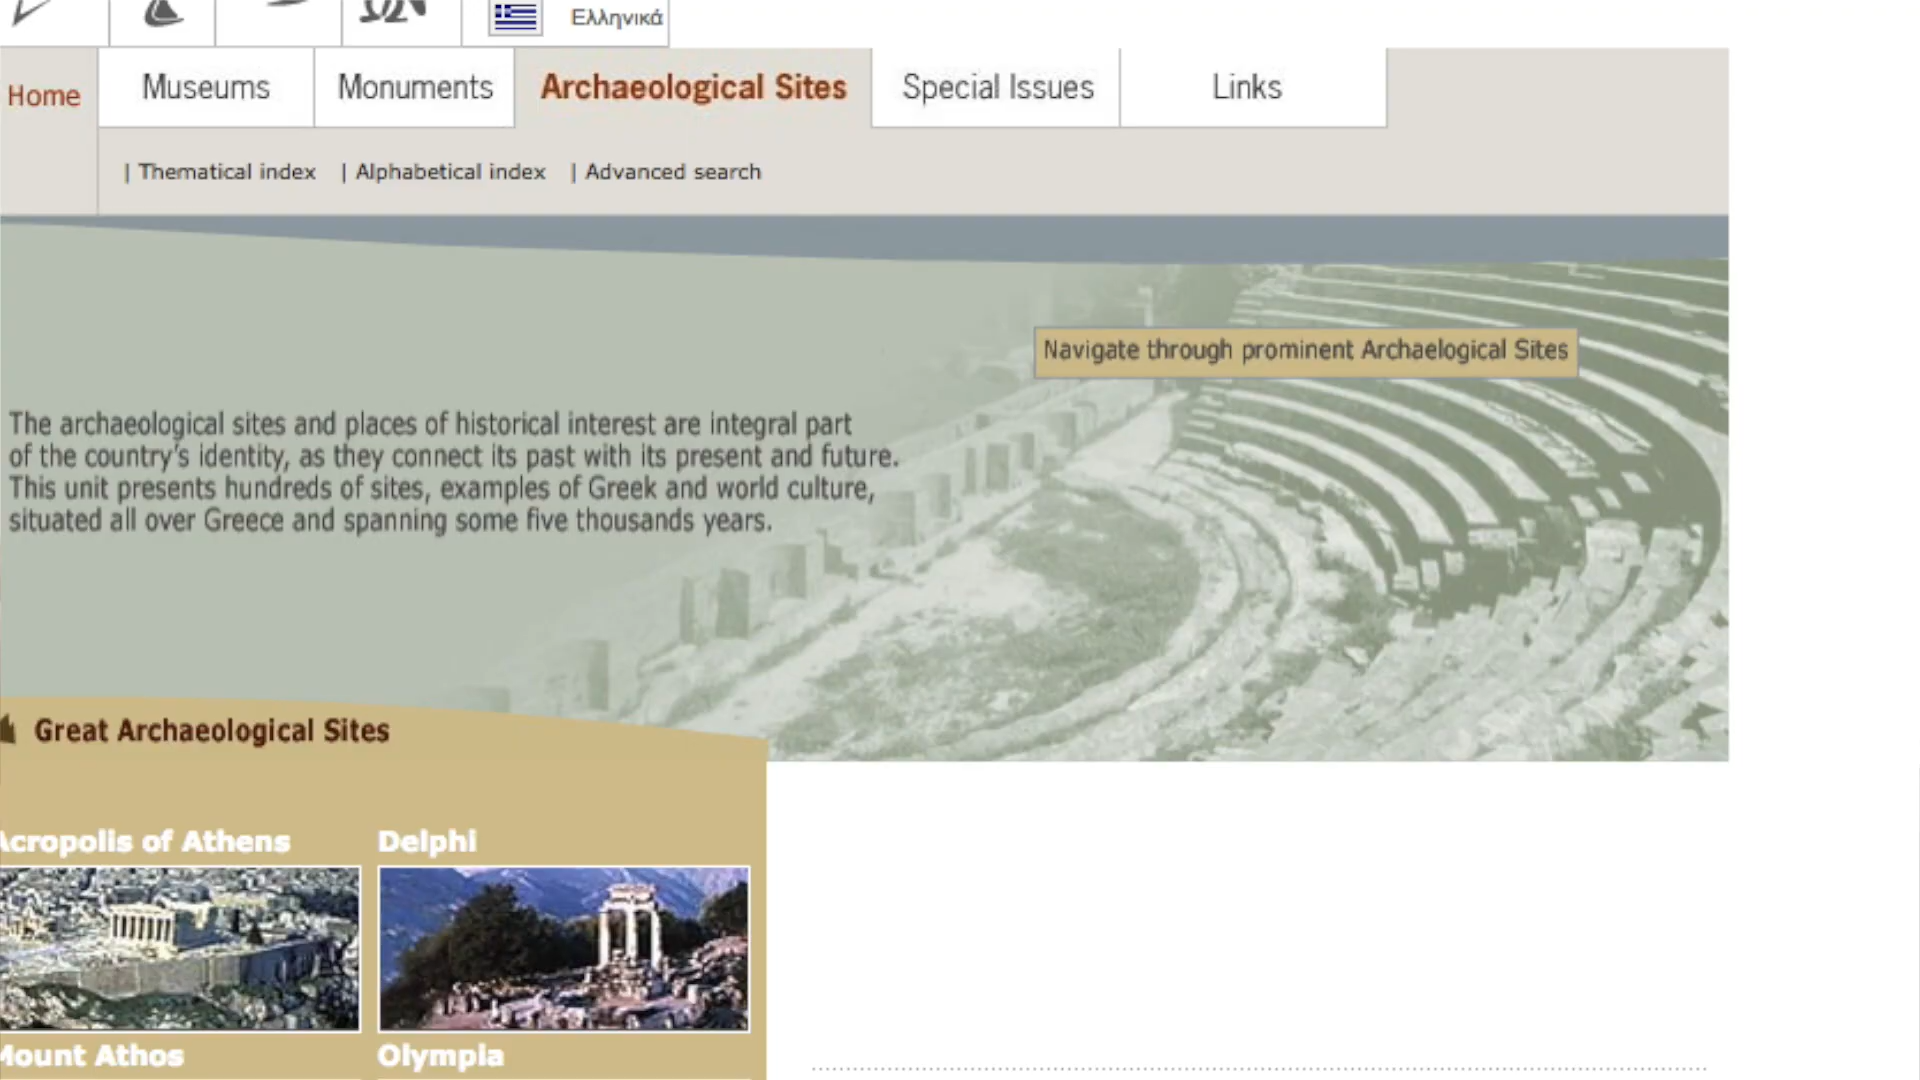 Ελληνικά
Home
Museums
Monuments
Archaeological Sites
Special Issues
Links
| Thematical index | Alphabetical index | Advanced search
Navigate through prominent Archaelogical Sites
The archaeological sites and places of historical interest are integral part
of the country's identity, as they connect its past with its present and future.
This unit presents hundreds of sites, examples of Greek and world culture,
situated all over Greece and spanning some five thousands years.
Great Archaeological Sites
Acropolis of Athens
Delphi
Mount Athos
Olympia